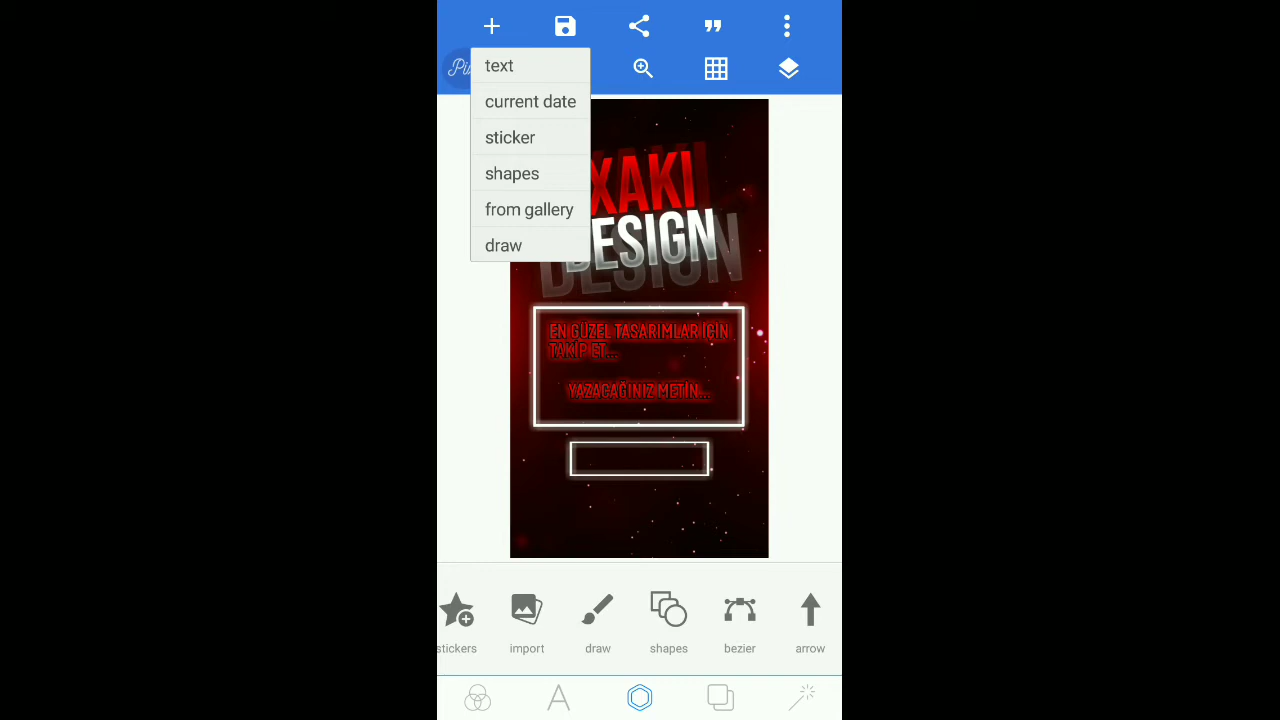 text
current date
sticker
shapes
from gallery
draw
XAKI
DESIGN
DESIGN
EN GÜZEL TASARIMLAR İÇİN
TAKİP ET...
YAZACAĞINIZ METİN...
stickers
import
draw
shapes
bezier
arrow
A